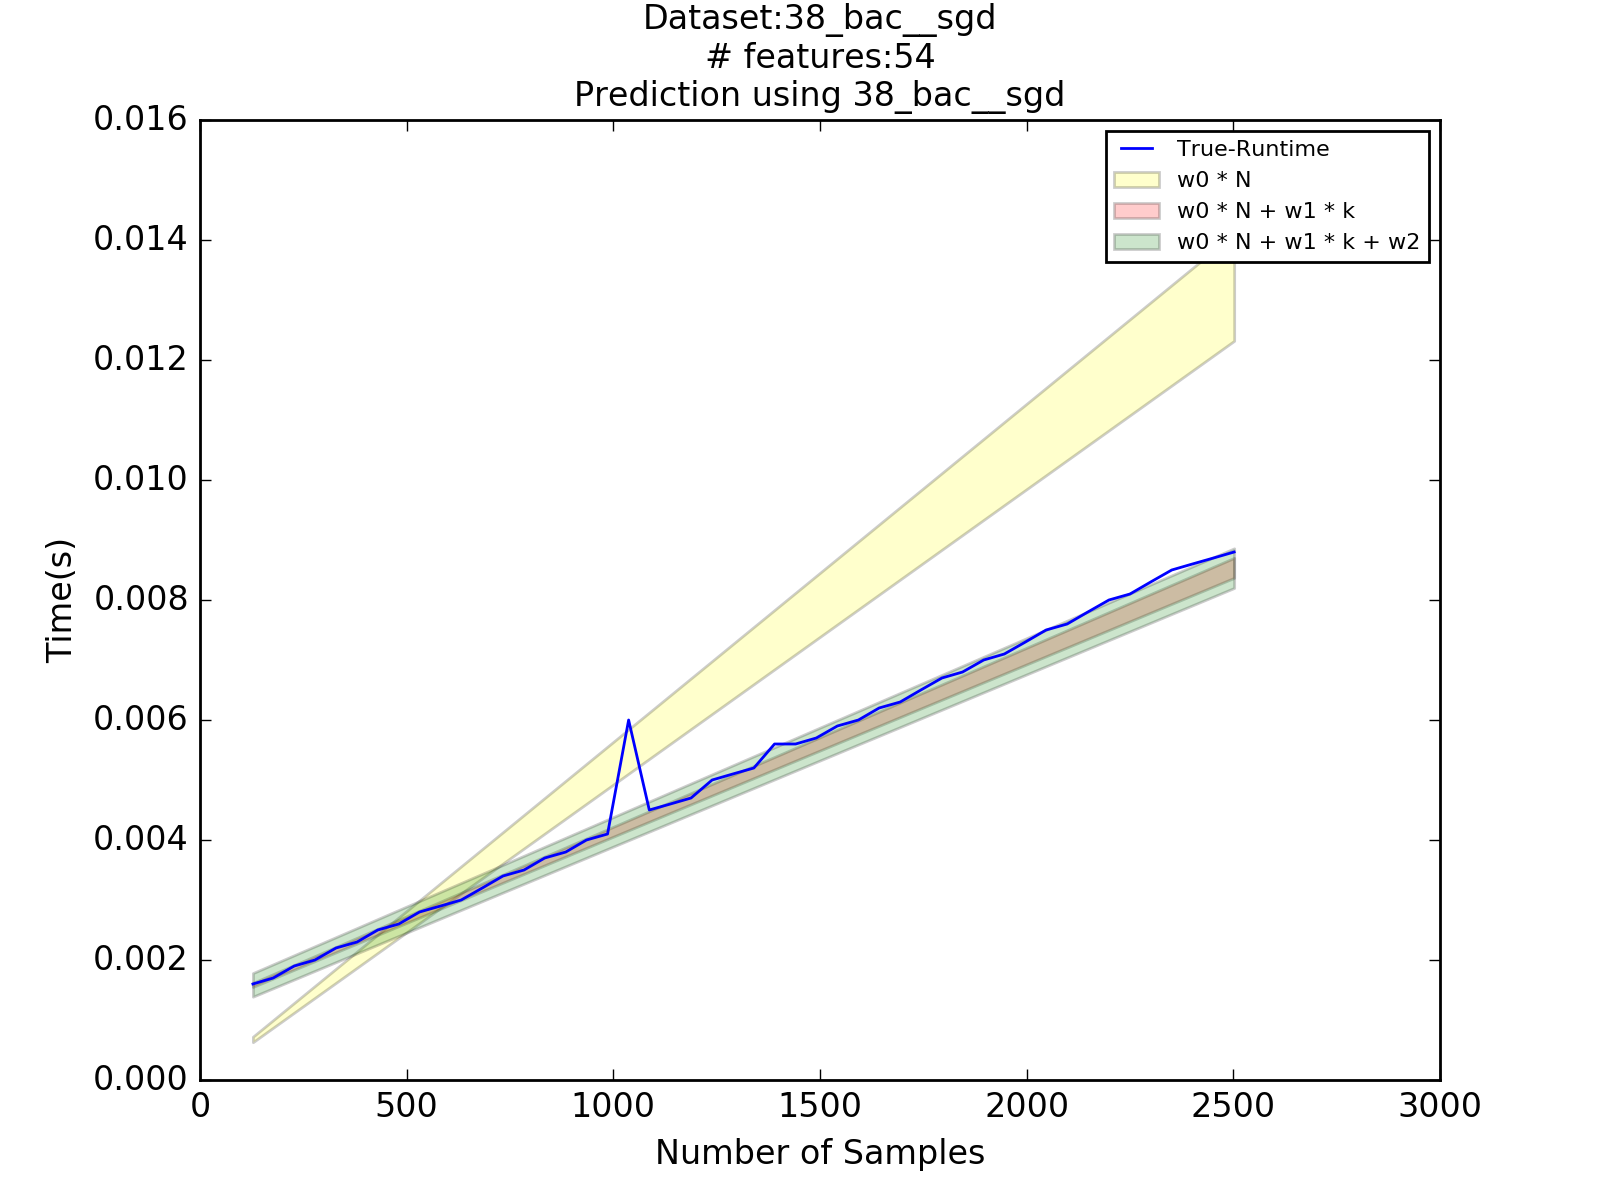 Dataset:38_bac__sgd
# features:54
Prediction using 38_bac__sgd
0.016
0.014
0.012
0.010
0.008
0.006
0.004
0.002
0.000
Time(s)
True-Runtime
w0 * N
w0 * N + w1 * k
w0 * N + w1 * k + w2
0 500 1000 1500 2000 2500 3000
Number of Samples